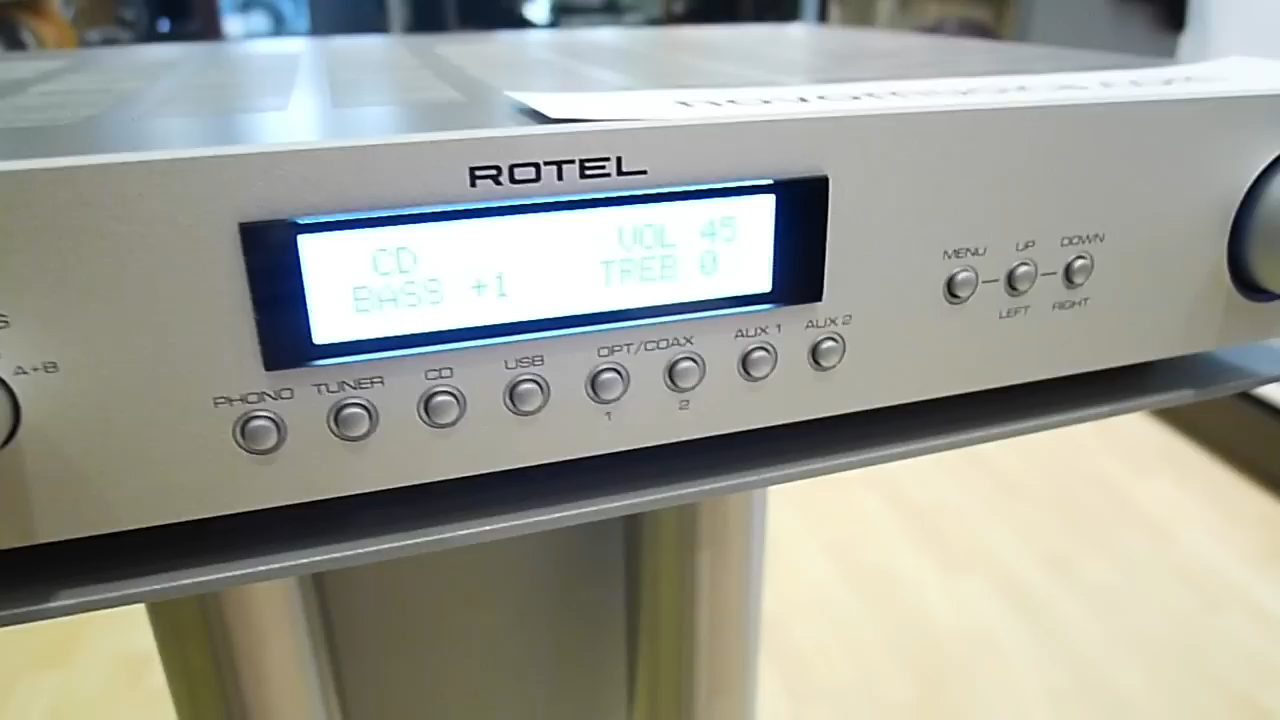 ROTEL
CD VOL 45
BASS +1 TREB 0
MENU UP DOWN
LEFT RIGHT
A+B
PHONO TUNER CD USB OPT/COAX AUX 1 AUX 2
1 2